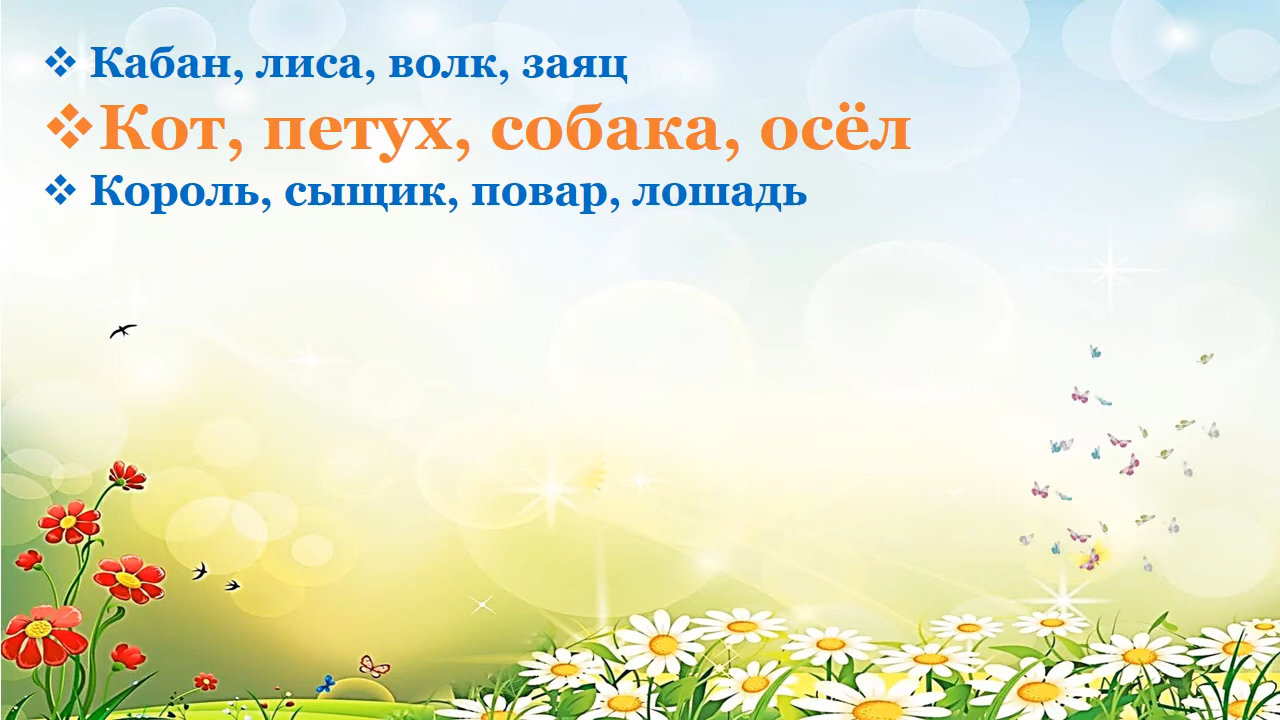 ❖ Кабан, лиса, волк, заяц
❖Кот, петух, собака, осёл
❖ Король, сыщик, повар, лошадь